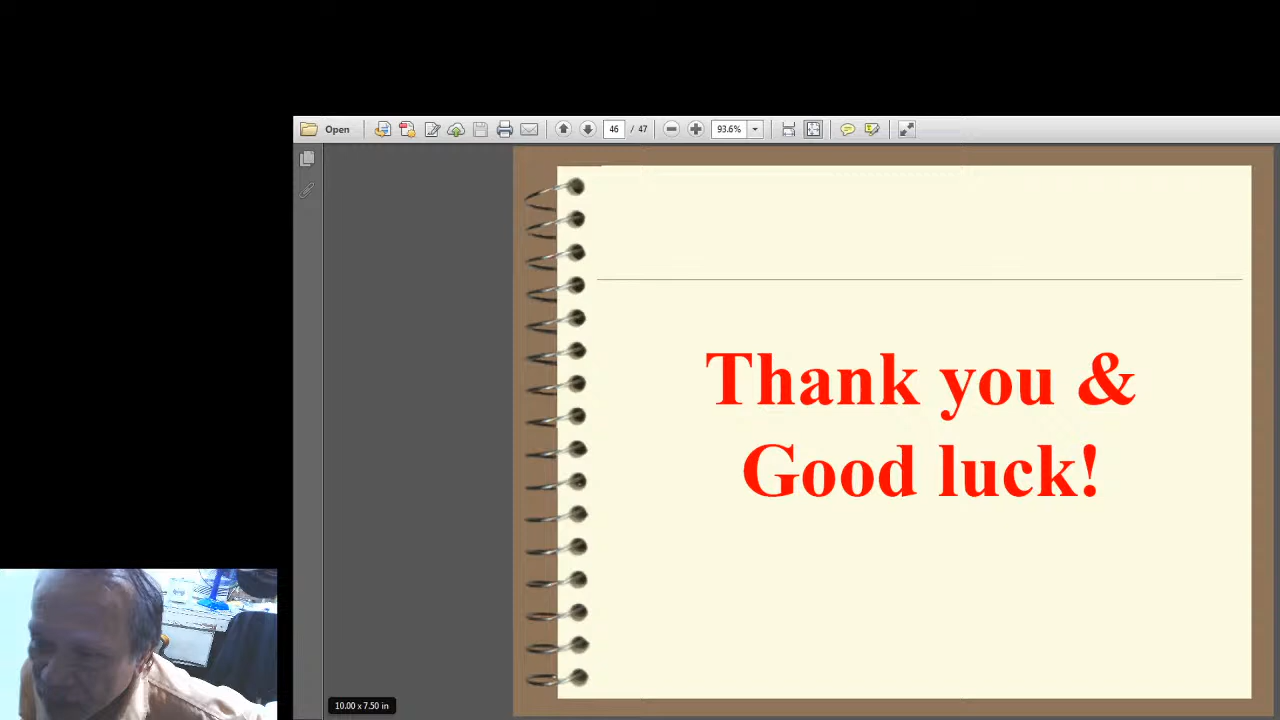 Open
46 / 47
93.6%
Thank you &
Good luck!
10.00 x 7.50 in